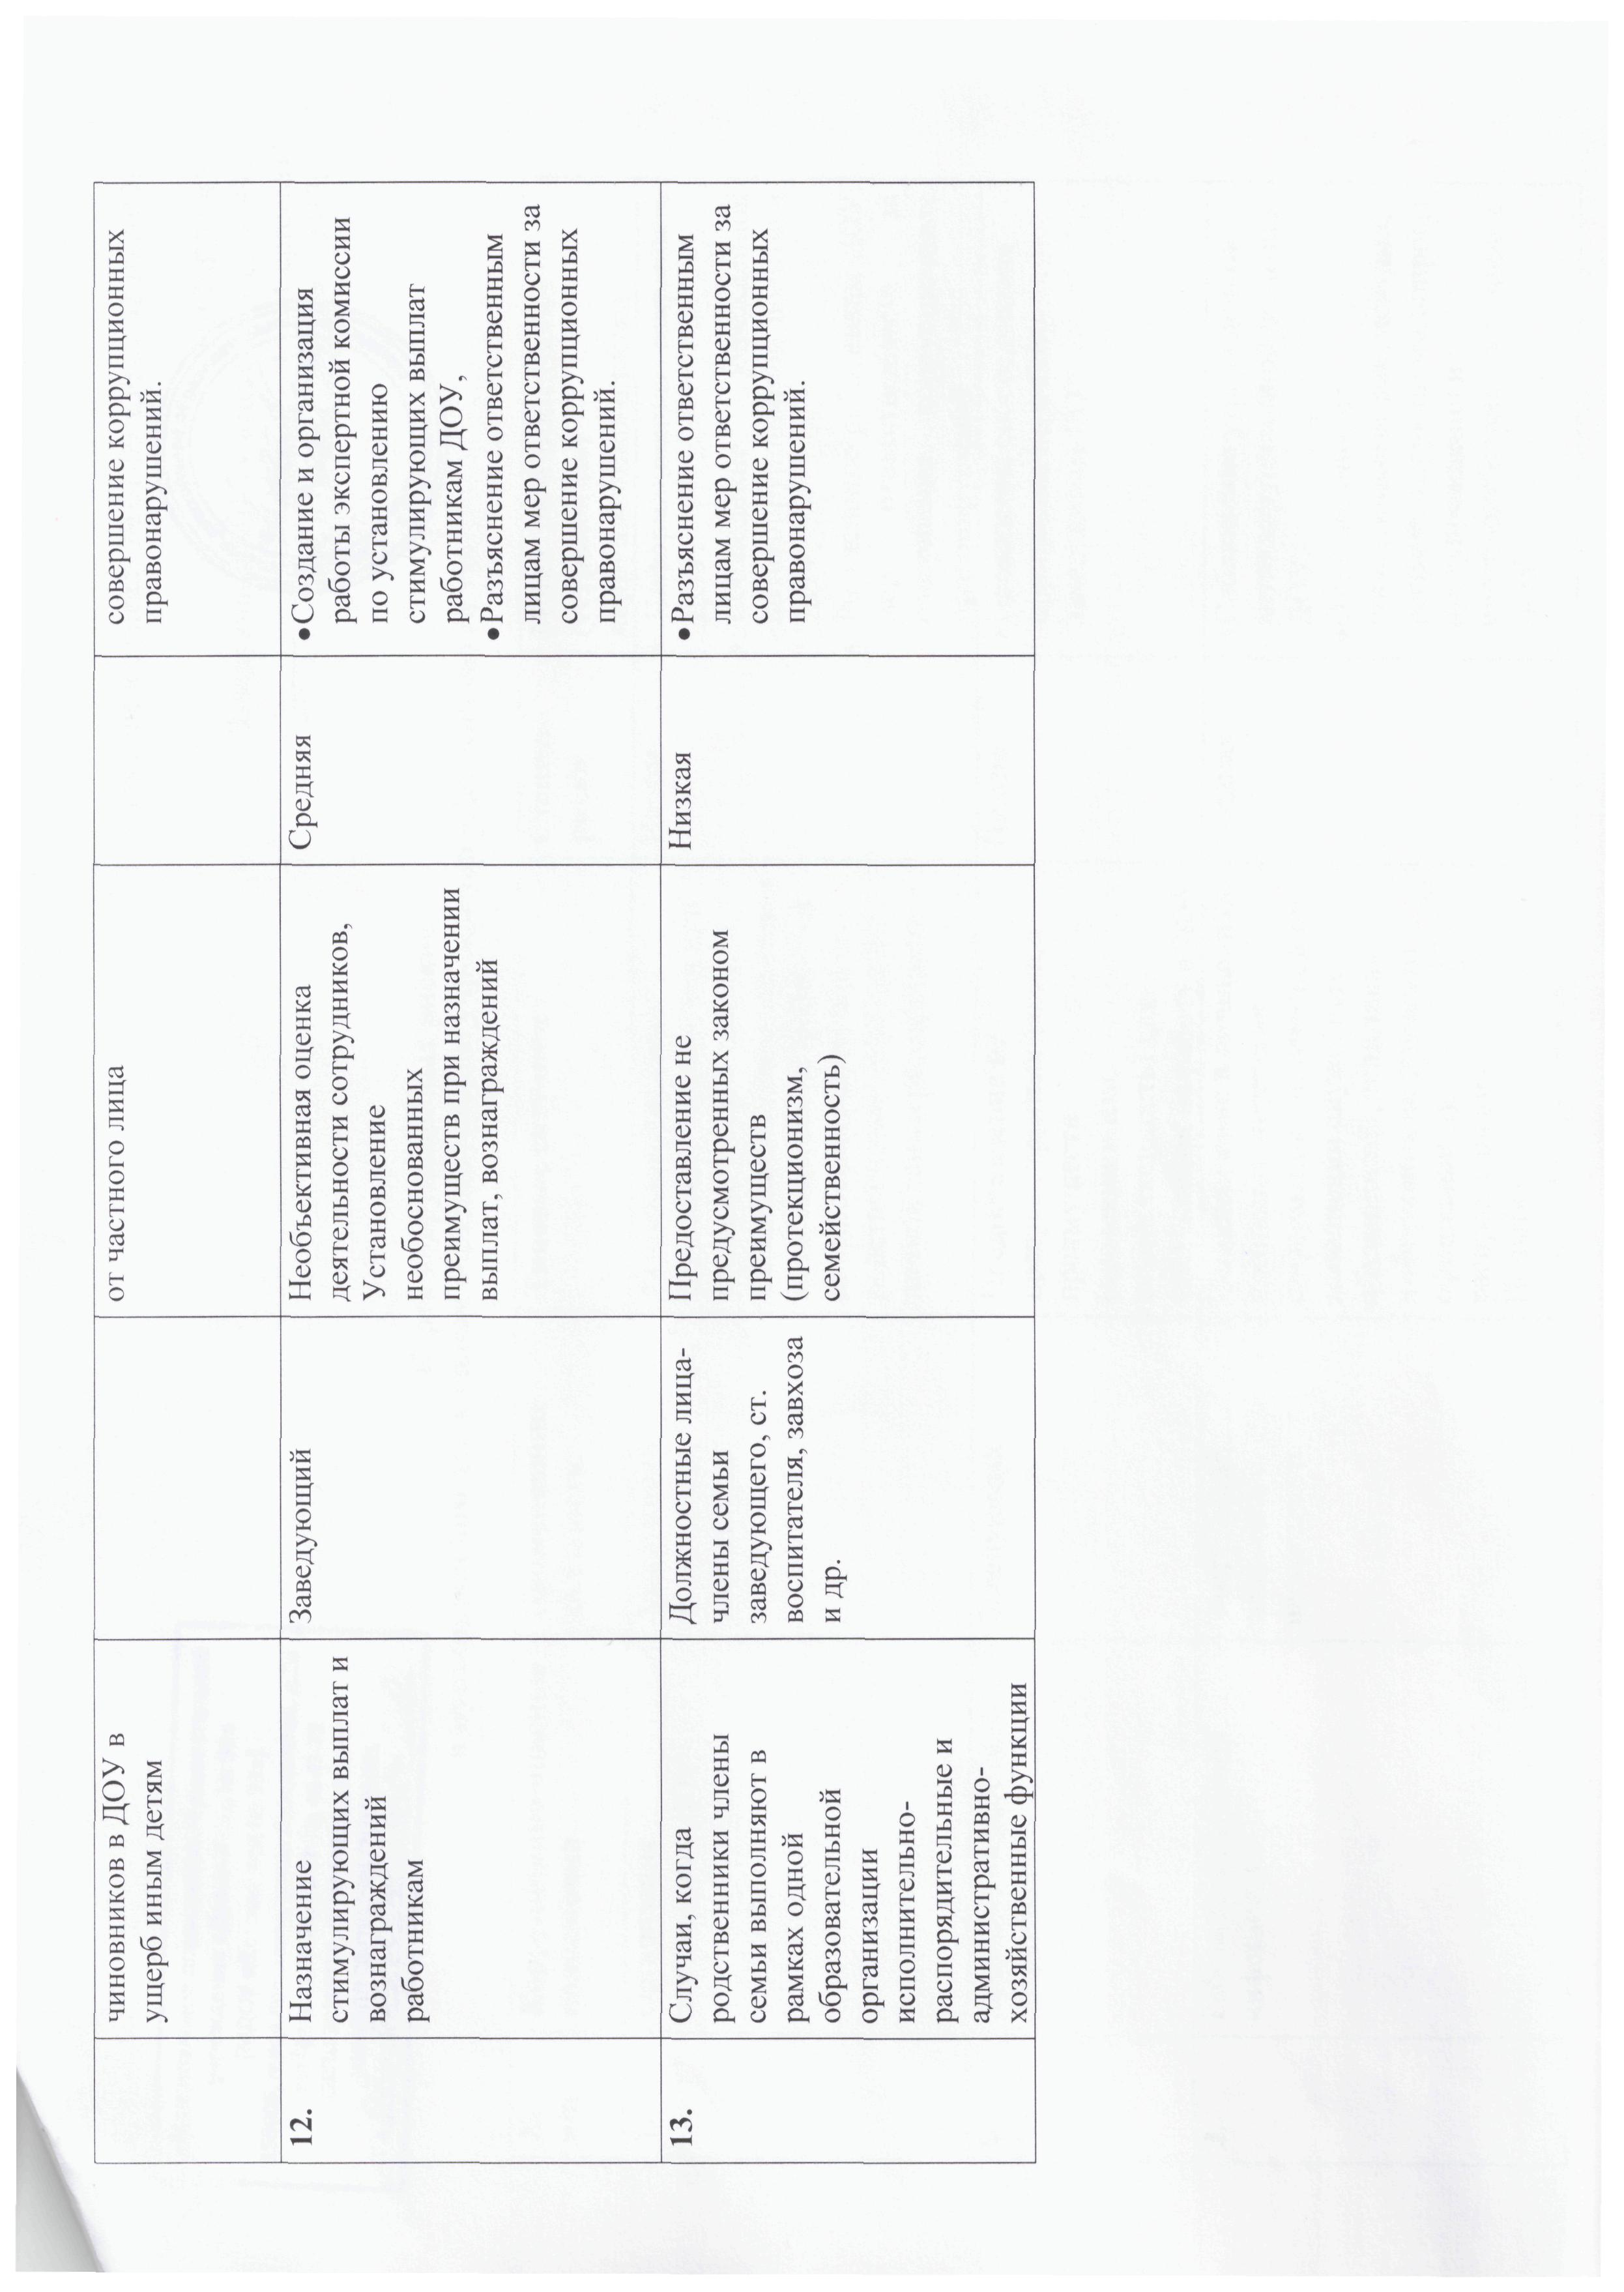 чиновников в ДОУ в
ущерб иным детям
от частного лица
совершение коррупционных
правонарушений.
12.
Назначение
стимулирующих выплат и
вознаграждений
работникам
Заведующий
Необъективная оценка
деятельности сотрудников,
Установление
необоснованных
преимуществ при назначении
выплат, вознаграждений
Средняя
•Создание и организация
работы экспертной комиссии
по установлению
стимулирующих выплат
работникам ДОУ,
•Разъяснение ответственным
лицам мер ответственности за
совершение коррупционных
правонарушений.
13.
Случаи, когда
родственники члены
семьи выполняют в
рамках одной
образовательной
организации
исполнительно-
распорядительные и
административно-
хозяйственные функции
Должностные лица-
члены семьи
заведующего, ст.
воспитателя, завхоза
и др.
Предоставление не
предусмотренных законом
преимуществ
(протекционизм,
семейственность)
Низкая
•Разъяснение ответственным
лицам мер ответственности за
совершение коррупционных
правонарушений.